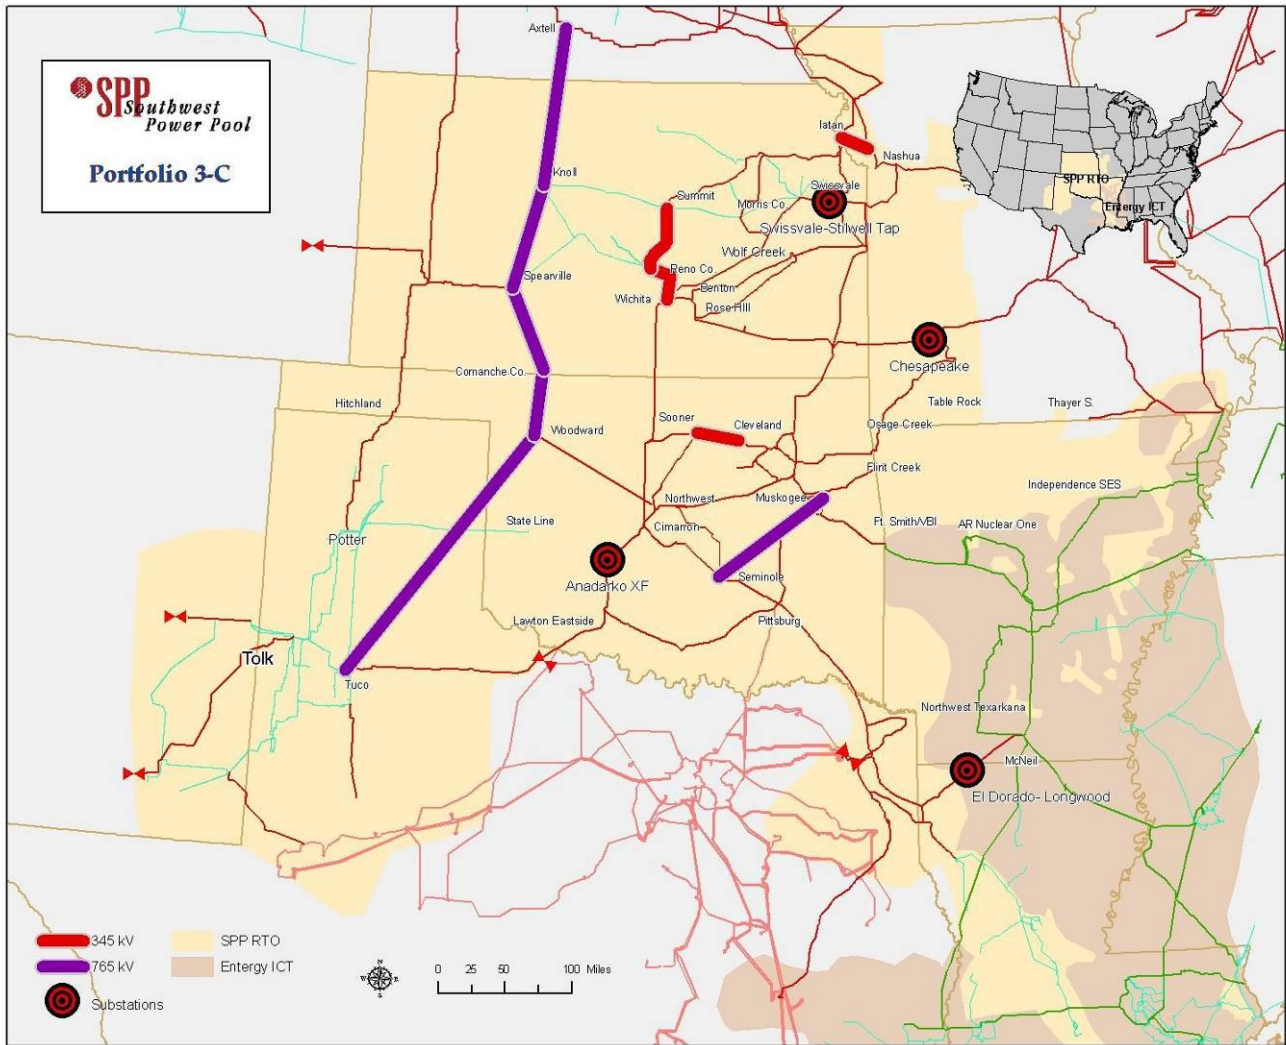 Axtell
SPP Southwest
Power Pool
Portfolio 3-C
Iatan
Nashua
Knoll
Summit
Swissvale
Morris Co.
Swissvale-Stilwell Tap
SPP RTO
Entergy ICT
Wolf Creek
Spearville
Reno Co.
Benton
Wichita
Rose HIll
Chesapeake
Comanche Co.
Hitchland
Table Rock
Thayer S.
Sooner
Cleveland
Osage Creek
Woodward
Flint Creek
Independence SES
Northwest
Muskogee
State Line
Cimarron
Ft. Smith/VBI
AR Nuclear One
Potter
Seminole
Anadarko XF
Lawton Eastside
Pittsburg
Tolk
Tuco
Northwest Texarkana
McNeil
El Dorado- Longwood
345 kV
SPP RTO
765 kV
Entergy ICT
Substations
N
W
E
S
0 25 50 100 Miles